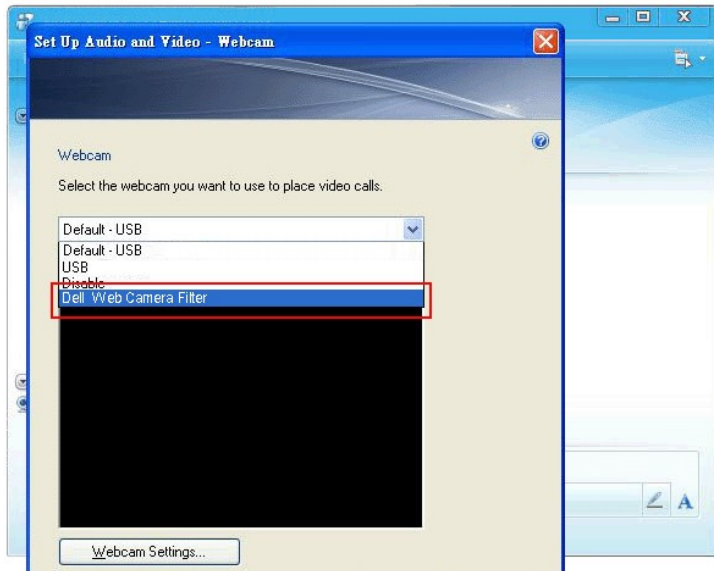 Set Up Audio and Video - Webcam
Webcam
Select the webcam you want to use to place video calls.
Default - USB
Default - USB
USB
Disable
Dell Web Camera Filter
Webcam Settings...
A